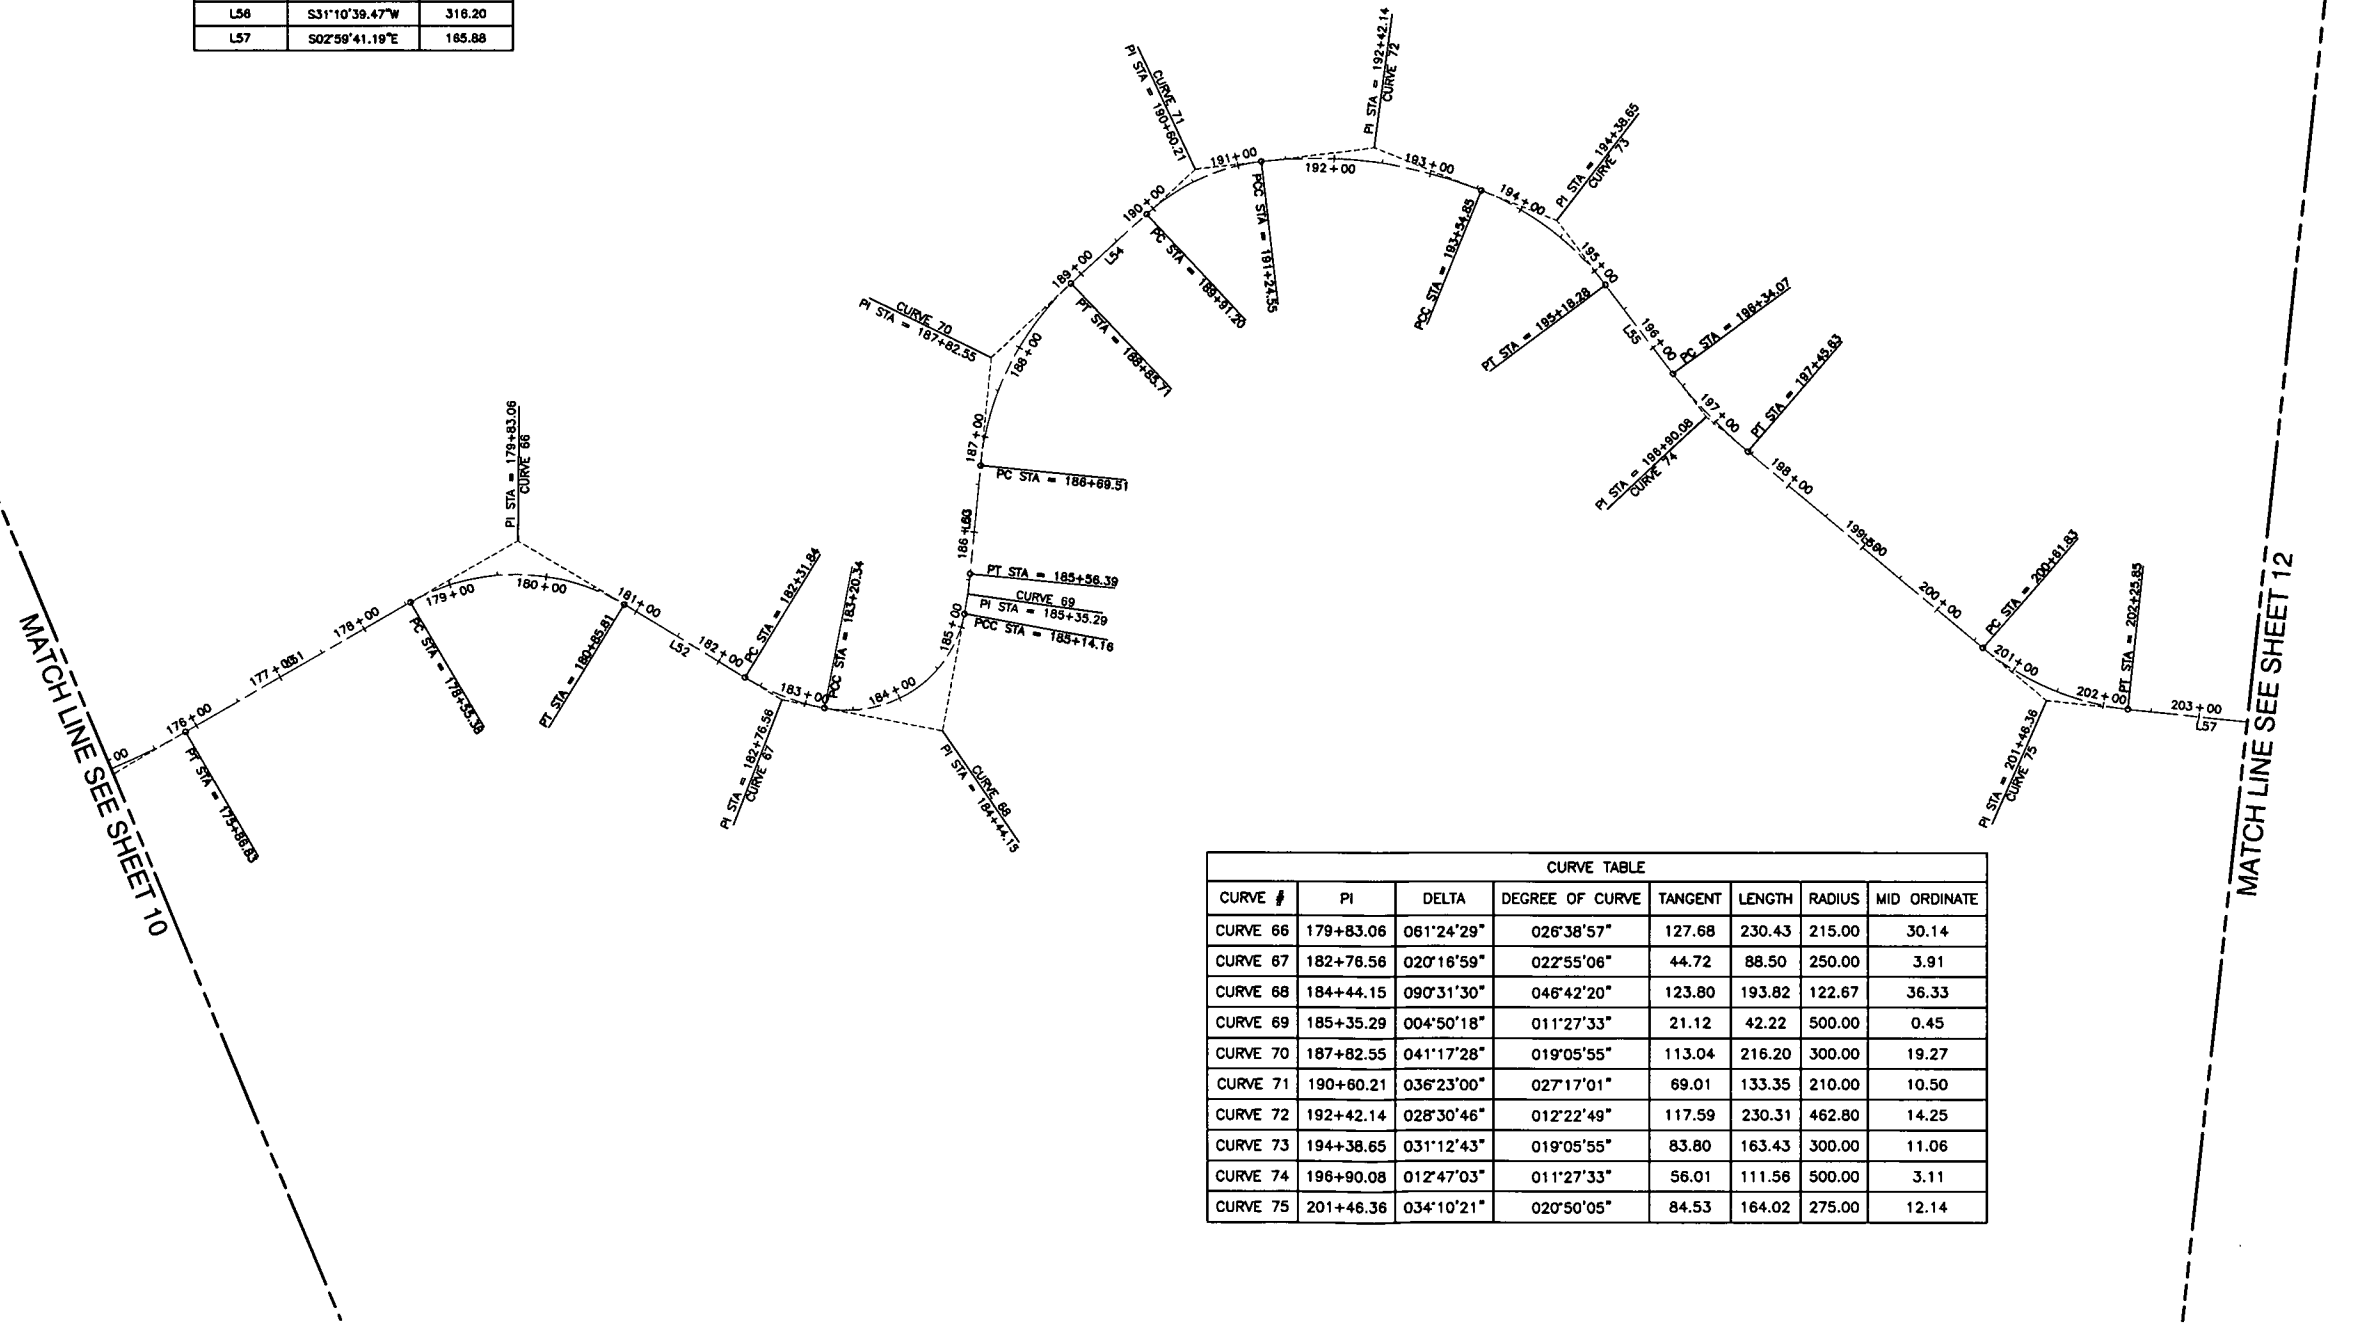 L56 S31°10'39.47"W 316.20
L57 S02°59'41.19"E 165.88
PI STA = 179+83.06
CURVE 66
PI STA = 190+60.21
CURVE 71
PI STA = 192+42.14
CURVE 72
PI STA = 194+38.65
CURVE 73
PI STA = 187+82.55
CURVE 70
PI STA = 182+76.56
CURVE 67
PI STA = 184+44.15
CURVE 68
CURVE 69
PI STA = 185+35.29
PI STA = 196+90.08
CURVE 74
PI STA = 201+46.36
CURVE 75
PT STA = 175+86.83
PC STA = 178+55.38
PT STA = 180+85.81
PC STA = 182+31.84
PCC STA = 183+20.34
PCC STA = 185+14.16
PT STA = 185+56.39
PC STA = 186+69.51
PT STA = 188+85.71
PC STA = 189+91.20
PCC STA = 191+24.55
PCC STA = 193+54.85
PT STA = 195+18.28
PC STA = 196+34.07
PT STA = 197+45.63
PC STA = 200+61.83
PT STA = 202+25.85
00
176+00
178+00
179+00
180+00
181+00
L52
182+00
183+00
184+00
185+00
187+00
188+00
189+00
L54
190+00
191+00
192+00
193+00
194+00
195+00
196+00
L55
197+00
198+00
200+00
201+00
202+00
203+00
L57
MATCH LINE SEE SHEET 10
MATCH LINE SEE SHEET 12
CURVE TABLE
CURVE # PI DELTA DEGREE OF CURVE TANGENT LENGTH RADIUS MID ORDINATE
CURVE 66 179+83.06 061°24'29" 026°38'57" 127.68 230.43 215.00 30.14
CURVE 67 182+76.56 020°16'59" 022°55'06" 44.72 88.50 250.00 3.91
CURVE 68 184+44.15 090°31'30" 046°42'20" 123.80 193.82 122.67 36.33
CURVE 69 185+35.29 004°50'18" 011°27'33" 21.12 42.22 500.00 0.45
CURVE 70 187+82.55 041°17'28" 019°05'55" 113.04 216.20 300.00 19.27
CURVE 71 190+60.21 036°23'00" 027°17'01" 69.01 133.35 210.00 10.50
CURVE 72 192+42.14 028°30'46" 012°22'49" 117.59 230.31 462.80 14.25
CURVE 73 194+38.65 031°12'43" 019°05'55" 83.80 163.43 300.00 11.06
CURVE 74 196+90.08 012°47'03" 011°27'33" 56.01 111.56 500.00 3.11
CURVE 75 201+46.36 034°10'21" 020°50'05" 84.53 164.02 275.00 12.14